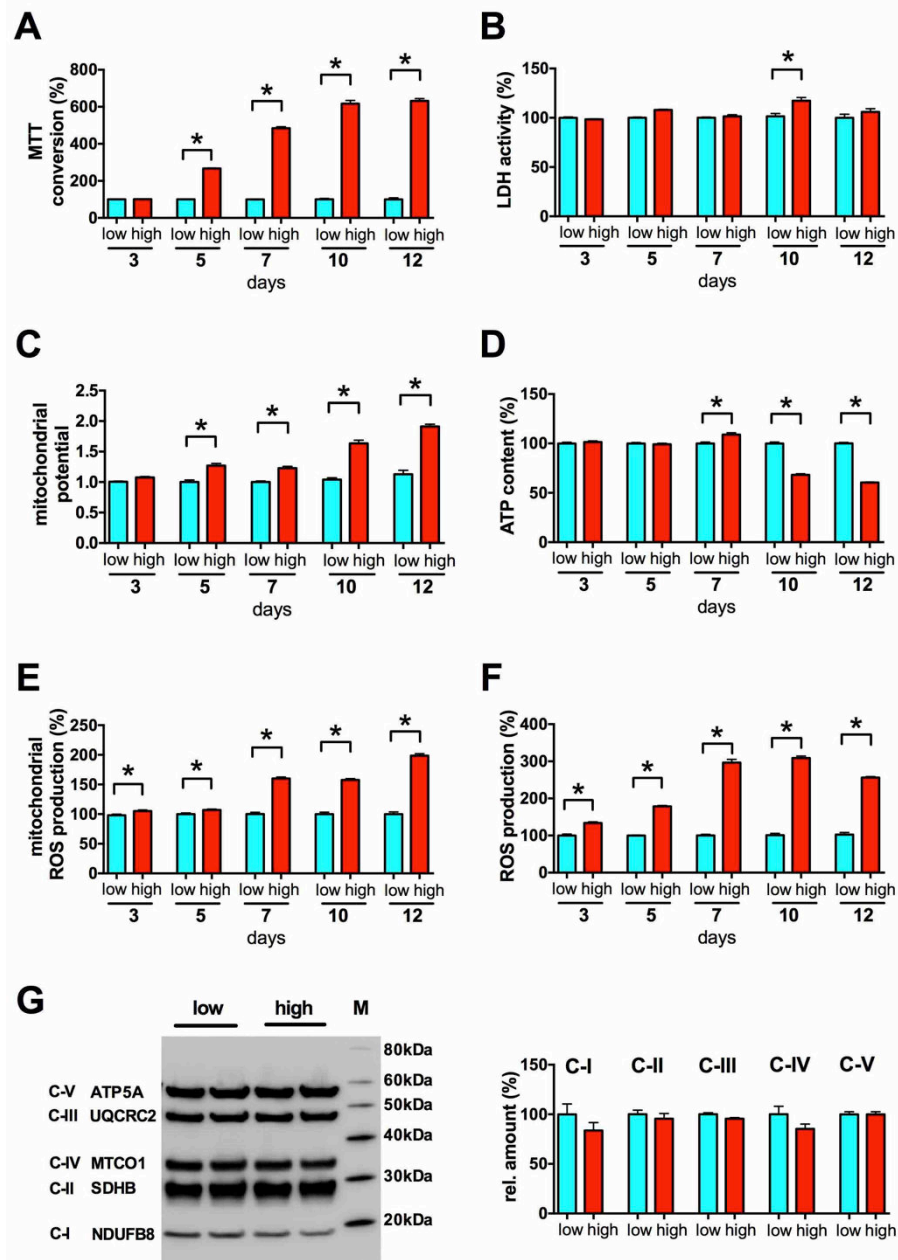 A
MTT
conversion (%)
800
600
400
200
0
*
*
*
*
low high low high low high low high low high
3 5 7 10 12
days
B
LDH activity (%)
150
100
50
0
*
low high low high low high low high low high
3 5 7 10 12
days
C
mitochondrial
potential
2.5
2.0
1.5
1.0
0.5
0.0
*
*
*
*
low high low high low high low high low high
3 5 7 10 12
days
D
ATP content (%)
150
100
50
0
*
*
*
low high low high low high low high low high
3 5 7 10 12
days
E
mitochondrial
ROS production (%)
250
200
150
100
50
0
*
*
*
*
*
low high low high low high low high low high
3 5 7 10 12
days
F
ROS production (%)
400
300
200
100
0
*
*
*
*
*
low high low high low high low high low high
3 5 7 10 12
days
G
low high M
80kDa
60kDa
50kDa
40kDa
30kDa
20kDa
C-V ATP5A
C-III UQCRC2
C-IV MTCO1
C-II SDHB
C-I NDUFB8
rel. amount (%)
150
100
50
0
C-I C-II C-III C-IV C-V
low high low high low high low high low high